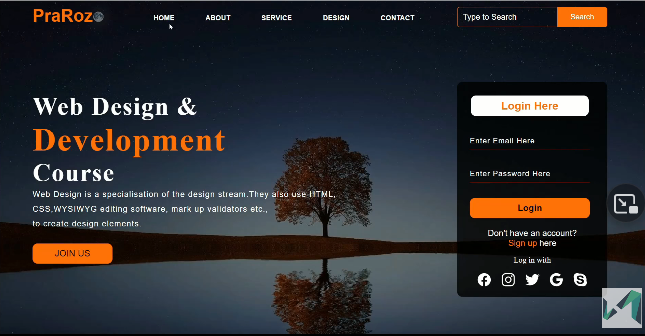 PraRoz
HOME ABOUT SERVICE DESIGN CONTACT
Type to Search Search
Web Design &
Development
Course
Web Design is a specialisation of the design stream.They also use HTML,
CSS,WYSIWYG editing software, mark up validators etc.,
to create design elements.
JOIN US
Login Here
Enter Email Here
Enter Password Here
Login
Don't have an account?
Sign up here
Log in with